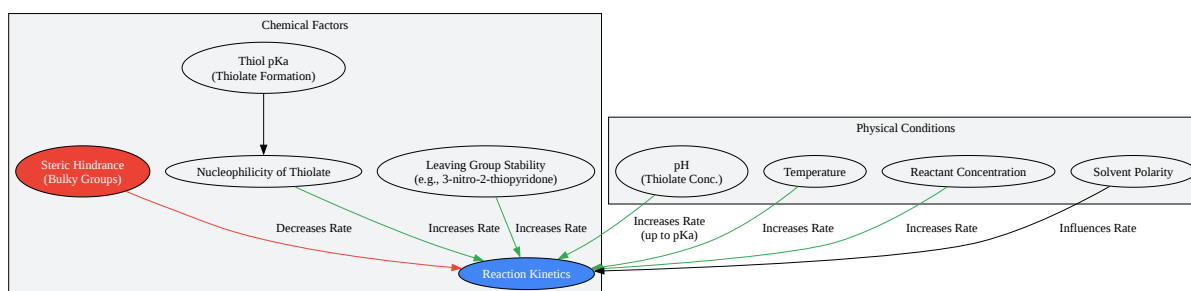 Chemical Factors
Thiol pKa
(Thiolate Formation)
Physical Conditions
Steric Hindrance
(Bulky Groups)
Nucleophilicity of Thiolate
Leaving Group Stability
(e.g., 3-nitro-2-thiopyridone)
pH
(Thiolate Conc.)
Temperature
Reactant Concentration
Solvent Polarity
Decreases Rate
Increases Rate
Increases Rate
Increases Rate
(up to pKa)
Increases Rate
Increases Rate
Influences Rate
Reaction Kinetics